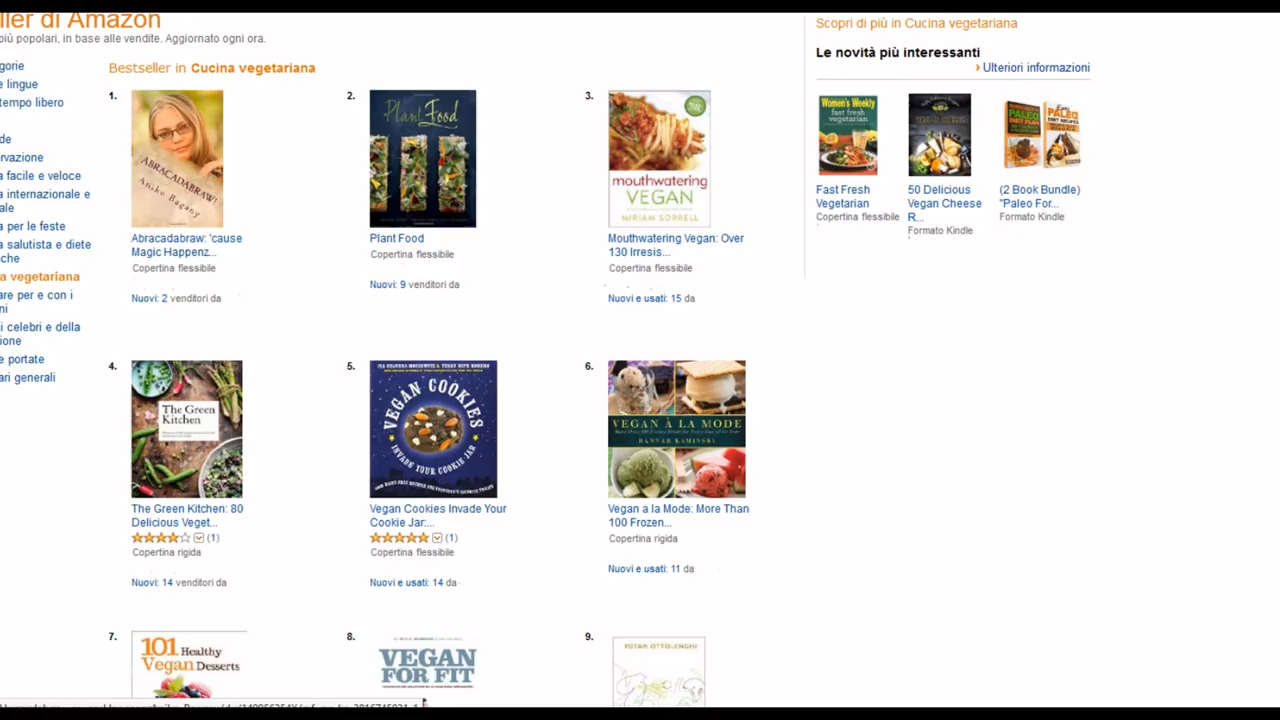 ller di Amazon
più popolari, in base alle vendite. Aggiornato ogni ora.
gorie
e lingue
tempo libero
de
rvazione
a facile e veloce
a internazionale e
ale
a per le feste
a salutista e diete
che
a vegetariana
are per e con i
ni
i celebri e della
ione
e portate
ari generali
Bestseller in Cucina vegetariana
1.
ABRACADABRAW!
Anike Bagany
Abracadabraw: 'cause
Magic Happenz...
Copertina flessibile
Nuovi: 2 venditori da
2.
Plant Food
Plant Food
Copertina flessibile
Nuovi: 9 venditori da
3.
mouthwatering
VEGAN
MIRIAM SORRELL
Mouthwatering Vegan: Over
130 Irresis...
Copertina flessibile
Nuovi e usati: 15 da
4.
The Green
Kitchen
The Green Kitchen: 80
Delicious Veget...
(1)
Copertina rigida
Nuovi: 14 venditori da
5.
VEGAN COOKIES
INVADE YOUR COOKIE JAR
Vegan Cookies Invade Your
Cookie Jar:...
(1)
Copertina flessibile
Nuovi e usati: 14 da
6.
VEGAN À LA MODE
HANNAH KAMINSKY
Vegan a la Mode: More Than
100 Frozen...
Copertina rigida
Nuovi e usati: 11 da
7.
101 Healthy
Vegan Desserts
8.
VEGAN
FOR FIT
9.
YOTAM OTTOLENGHI
Scopri di più in Cucina vegetariana
Le novità più interessanti
› Ulteriori informazioni
Women's Weekly
fast fresh
vegetarian
Fast Fresh
Vegetarian
Copertina flessibile
50 Delicious
Vegan Cheese
R...
Formato Kindle
PALEO
PALEO
(2 Book Bundle)
"Paleo For...
Formato Kindle